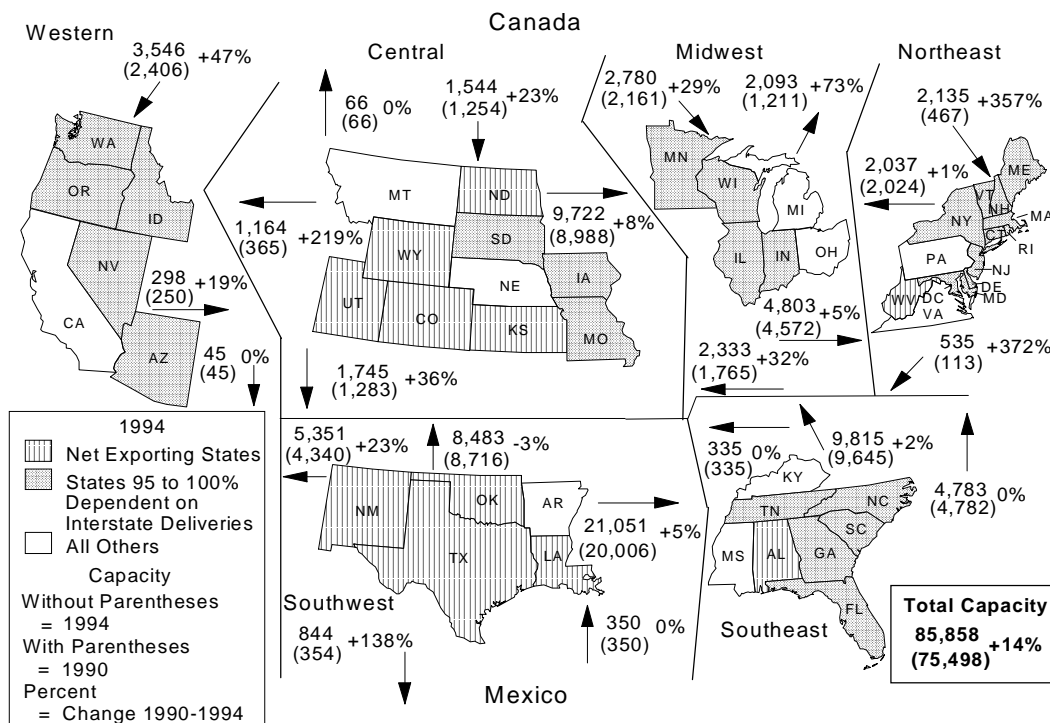 Canada
Western
Central
Midwest
Northeast
3,546
(2,406) +47%
66
(66) 0%
1,544
(1,254) +23%
2,780
(2,161) +29%
2,093
(1,211) +73%
2,135
(467) +357%
2,037
(2,024) +1%
1,164
(365) +219%
9,722
(8,988) +8%
298
(250) +19%
45
(45) 0%
4,803
(4,572) +5%
2,333
(1,765) +32%
535
(113) +372%
1,745
(1,283) +36%
WA
OR
ID
NV
CA
AZ
MT
ND
SD
WY
NE
IA
UT
CO
KS
MO
MN
WI
MI
IL
IN
OH
ME
VT
NH
MA
NY
CT
RI
PA
NJ
DE
MD
WV
DC
VA
5,351
(4,340) +23%
8,483
(8,716) -3%
335
(335) 0%
9,815
(9,645) +2%
4,783
(4,782) 0%
21,051
(20,006) +5%
NM
OK
AR
TX
LA
KY
TN
NC
SC
MS
AL
GA
FL
Southwest
844
(354) +138%
350
(350) 0%
Southeast
Mexico
1994
Net Exporting States
States 95 to 100%
Dependent on
Interstate Deliveries
All Others
Capacity
Without Parentheses
= 1994
With Parentheses
= 1990
Percent
= Change 1990-1994
Total Capacity
85,858
(75,498) +14%